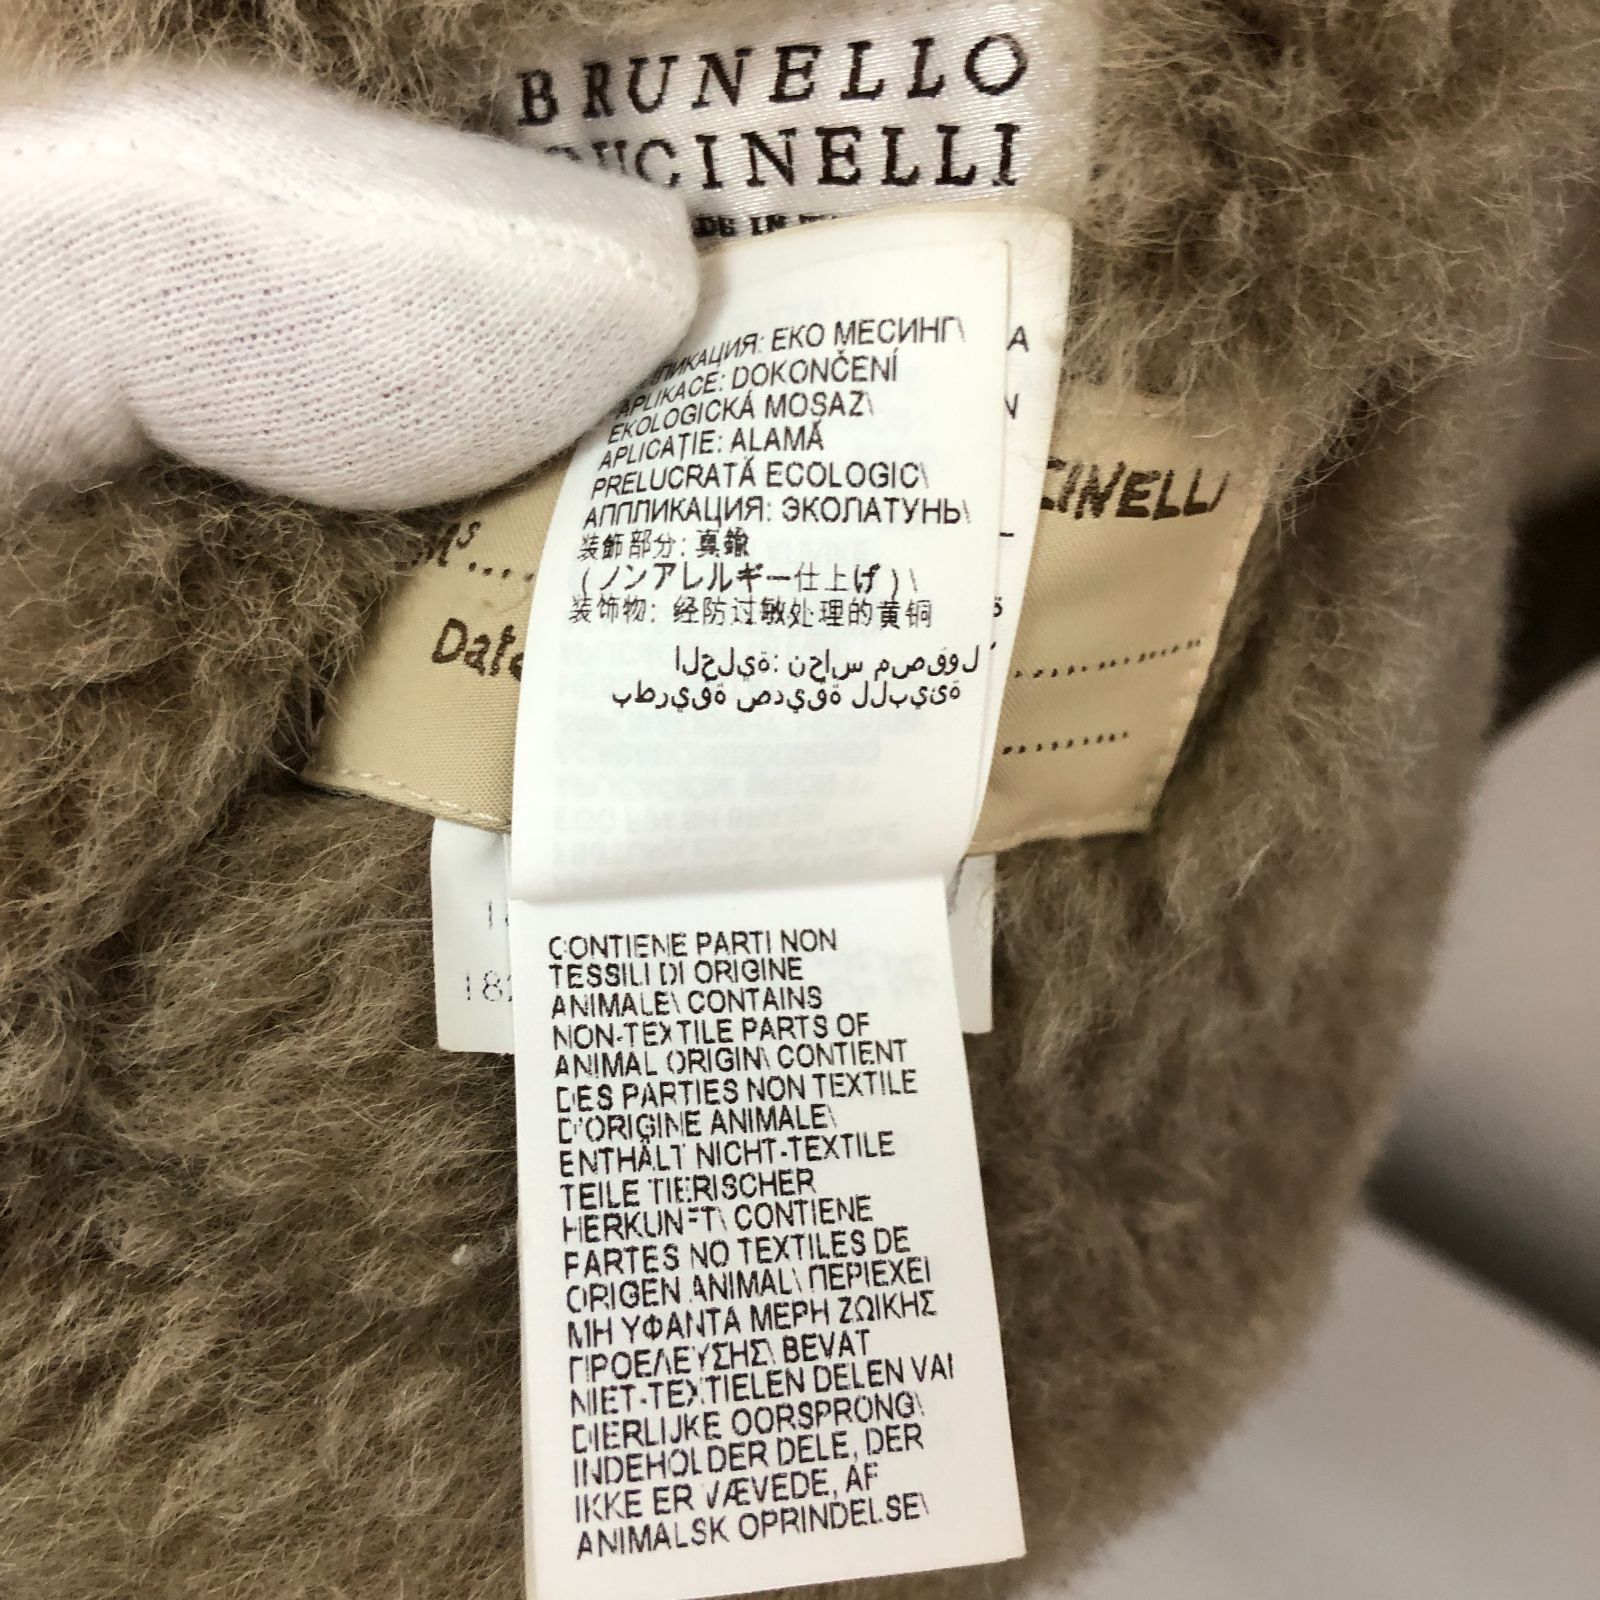 BRUNELLO
CINELLI
IN
ЕКО МЕСИНГ\
A
APLIKACE: DOKONČENÍ
EKOLOGICKÁ MOSAZ\
N
APLICAȚIE: ALAMĂ
PRELUCRATĂ ECOLOGIC\
CINELLI
АППЛИКАЦИЯ: ЭКОЛАТУНЬ\
装飾部分: 真鍮
(ノンアレルギー仕上げ)\
装饰物: 经防过敏处理的黄铜
الحلية: نحاس مصقول
بطريقة صديقة للبيئة
Date
CONTIENE PARTI NON
TESSILI DI ORIGINE
ANIMALE\ CONTAINS
NON-TEXTILE PARTS OF
ANIMAL ORIGIN\ CONTIENT
DES PARTIES NON TEXTILE
D'ORIGINE ANIMALE\
ENTHÄLT NICHT-TEXTILE
TEILE TIERISCHER
HERKUNFT\ CONTIENE
PARTES NO TEXTILES DE
ORIGEN ANIMAL\ ΠΕΡΙΕΧΕΙ
ΜΗ ΥΦΑΝΤΑ ΜΕΡΗ ΖΩΙΚΗΣ
ΠΡΟΕΛΕΥΣΗΣ\ BEVAT
NIET-TEXTIELEN DELEN VAI
DIERLIJKE OORSPRONG\
INDEHOLDER DELE, DER
IKKE ER VÆVEDE, AF
ANIMALSK OPRINDELSE\